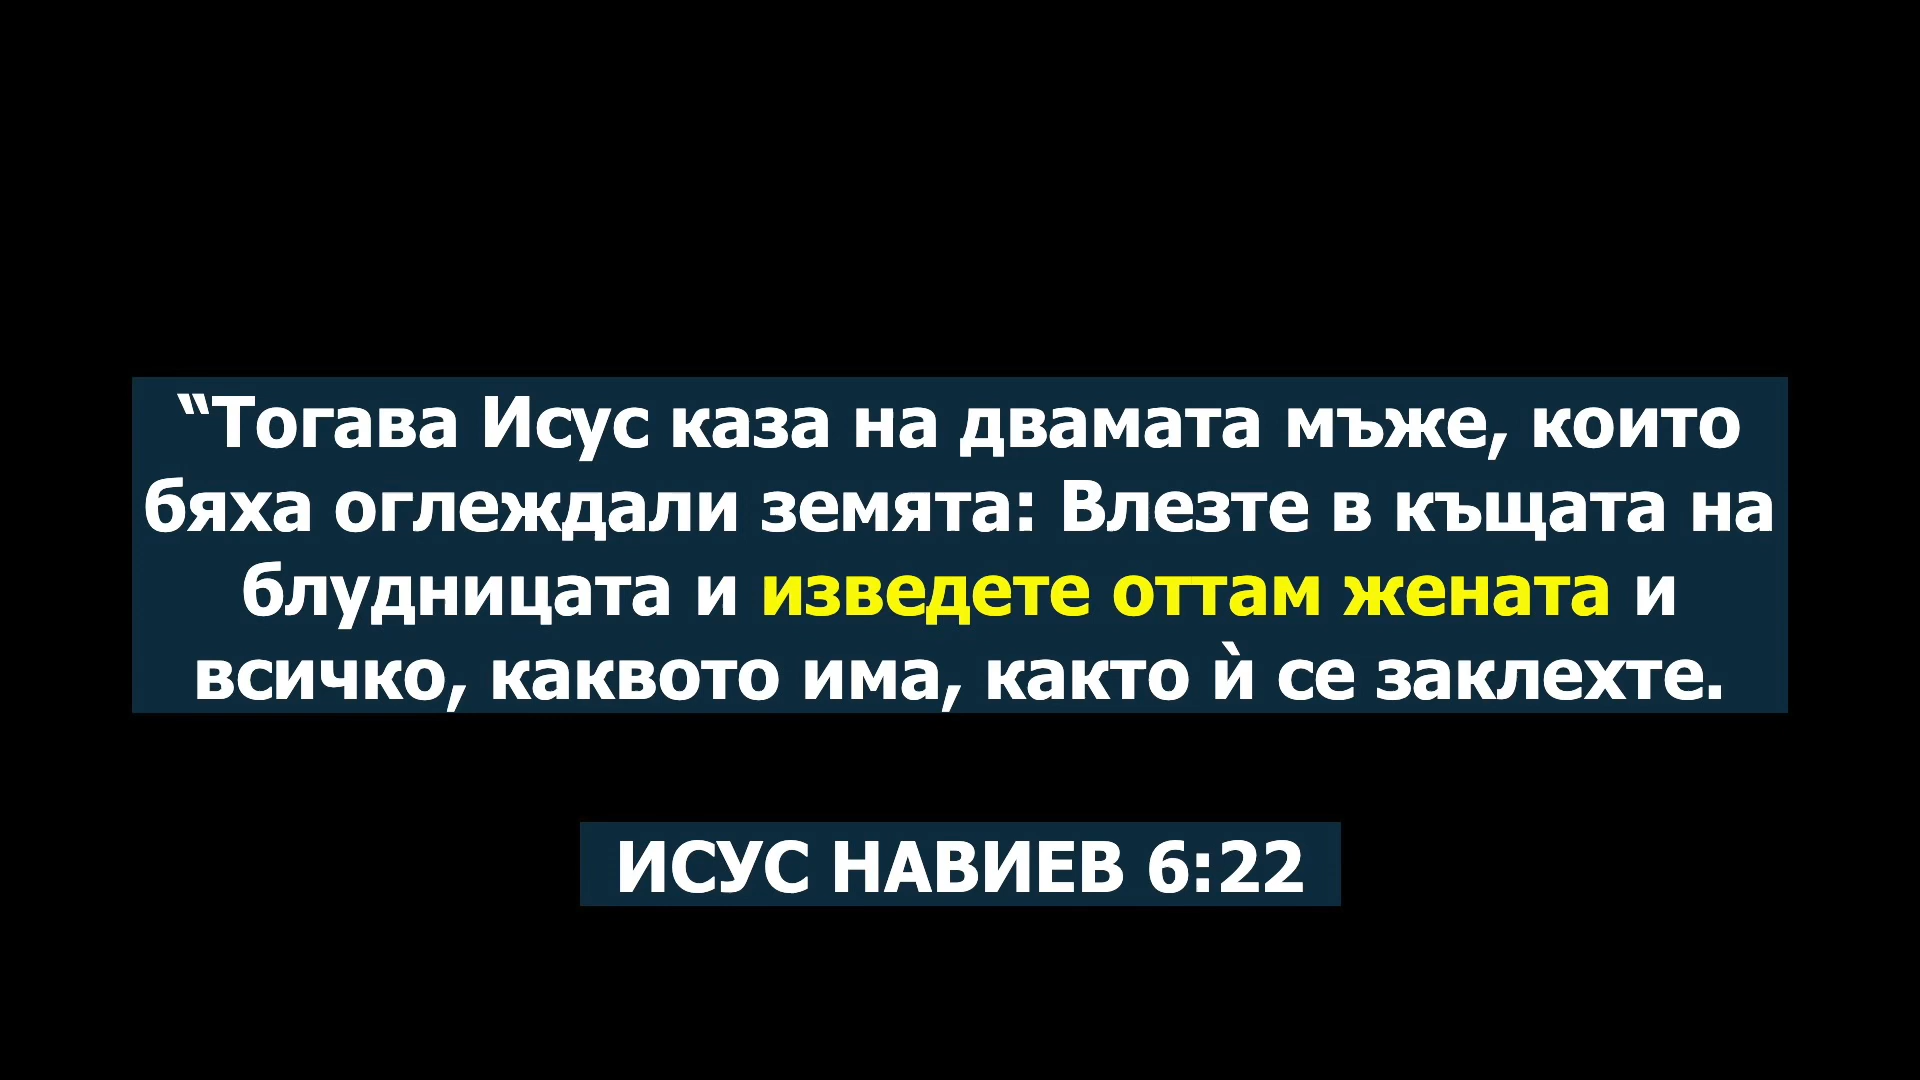 “Тогава Исус каза на двамата мъже, които
бяха оглеждали земята: Влезте в къщата на
блудницата и изведете оттам жената и
всичко, каквото има, както ѝ се заклехте.
ИСУС НАВИЕВ 6:22